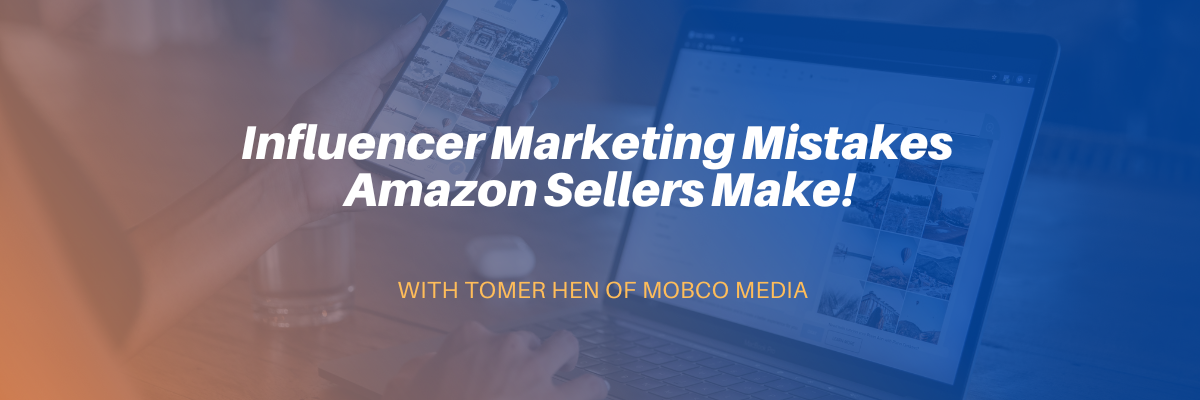 Influencer Marketing Mistakes
Amazon Sellers Make!
WITH TOMER HEN OF MOBCO MEDIA